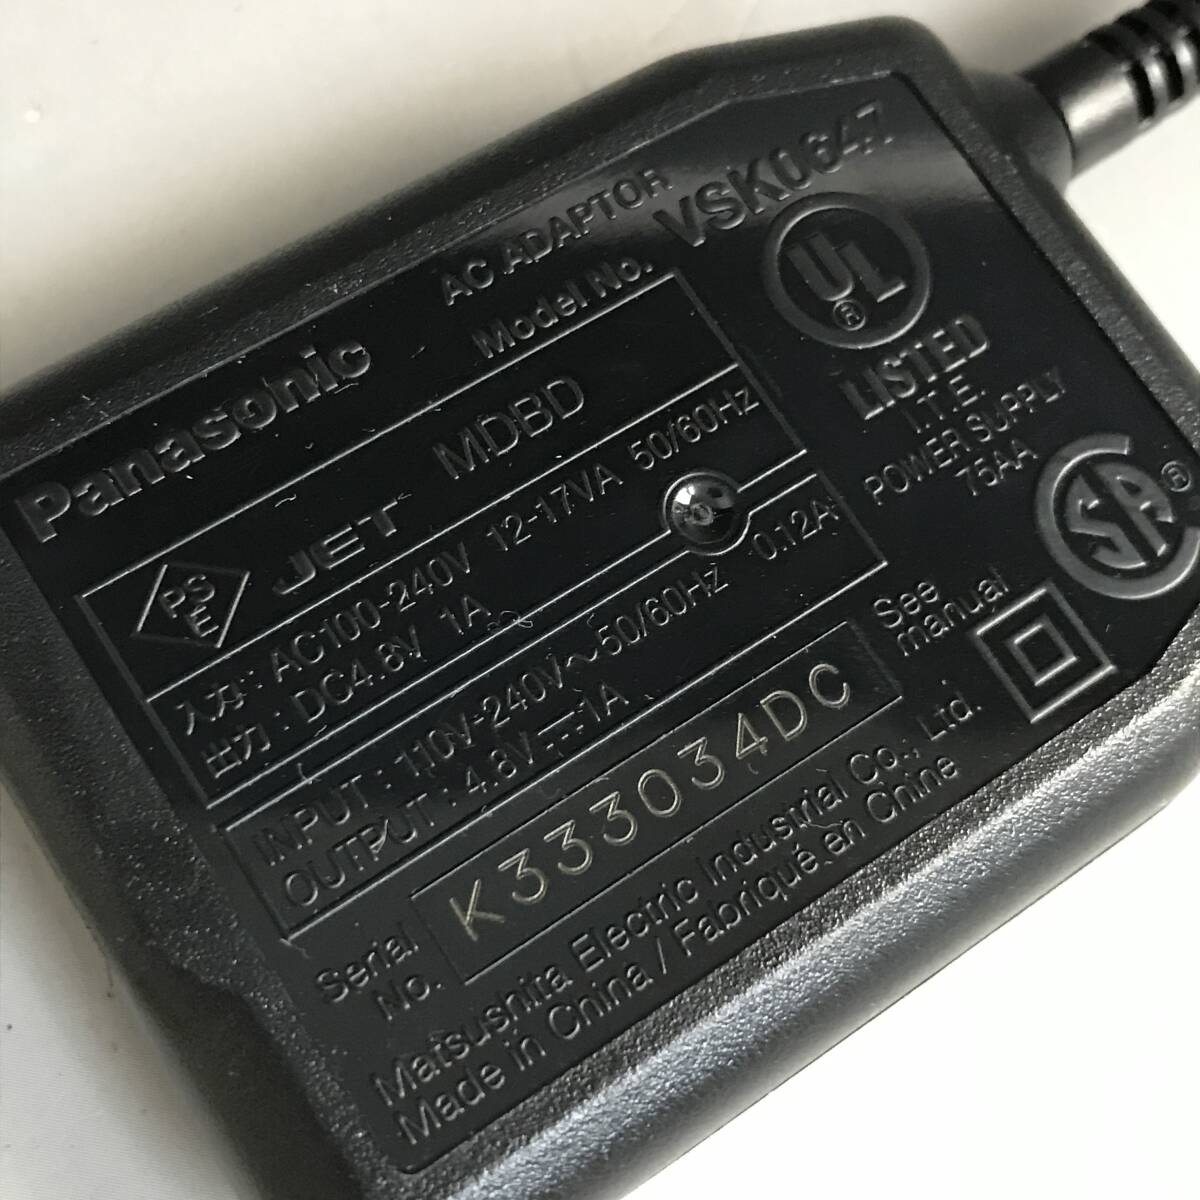 Panasonic
AC ADAPTOR
Model No. VSK0647
PS
E
JET
MDBD
入力: AC100-240V 12-17VA 50/60Hz
出力: DC4.8V 1A
INPUT: 110V-240V～50/60Hz 0.12A
OUTPUT: 4.8V⎓1A
Serial
No.
K333034DC
Matsushita Electric Industrial Co., Ltd.
Made in China / Fabriqué en Chine
UL®
LISTED
I.T.E.
POWER SUPPLY
75AA
SA®
See
manual